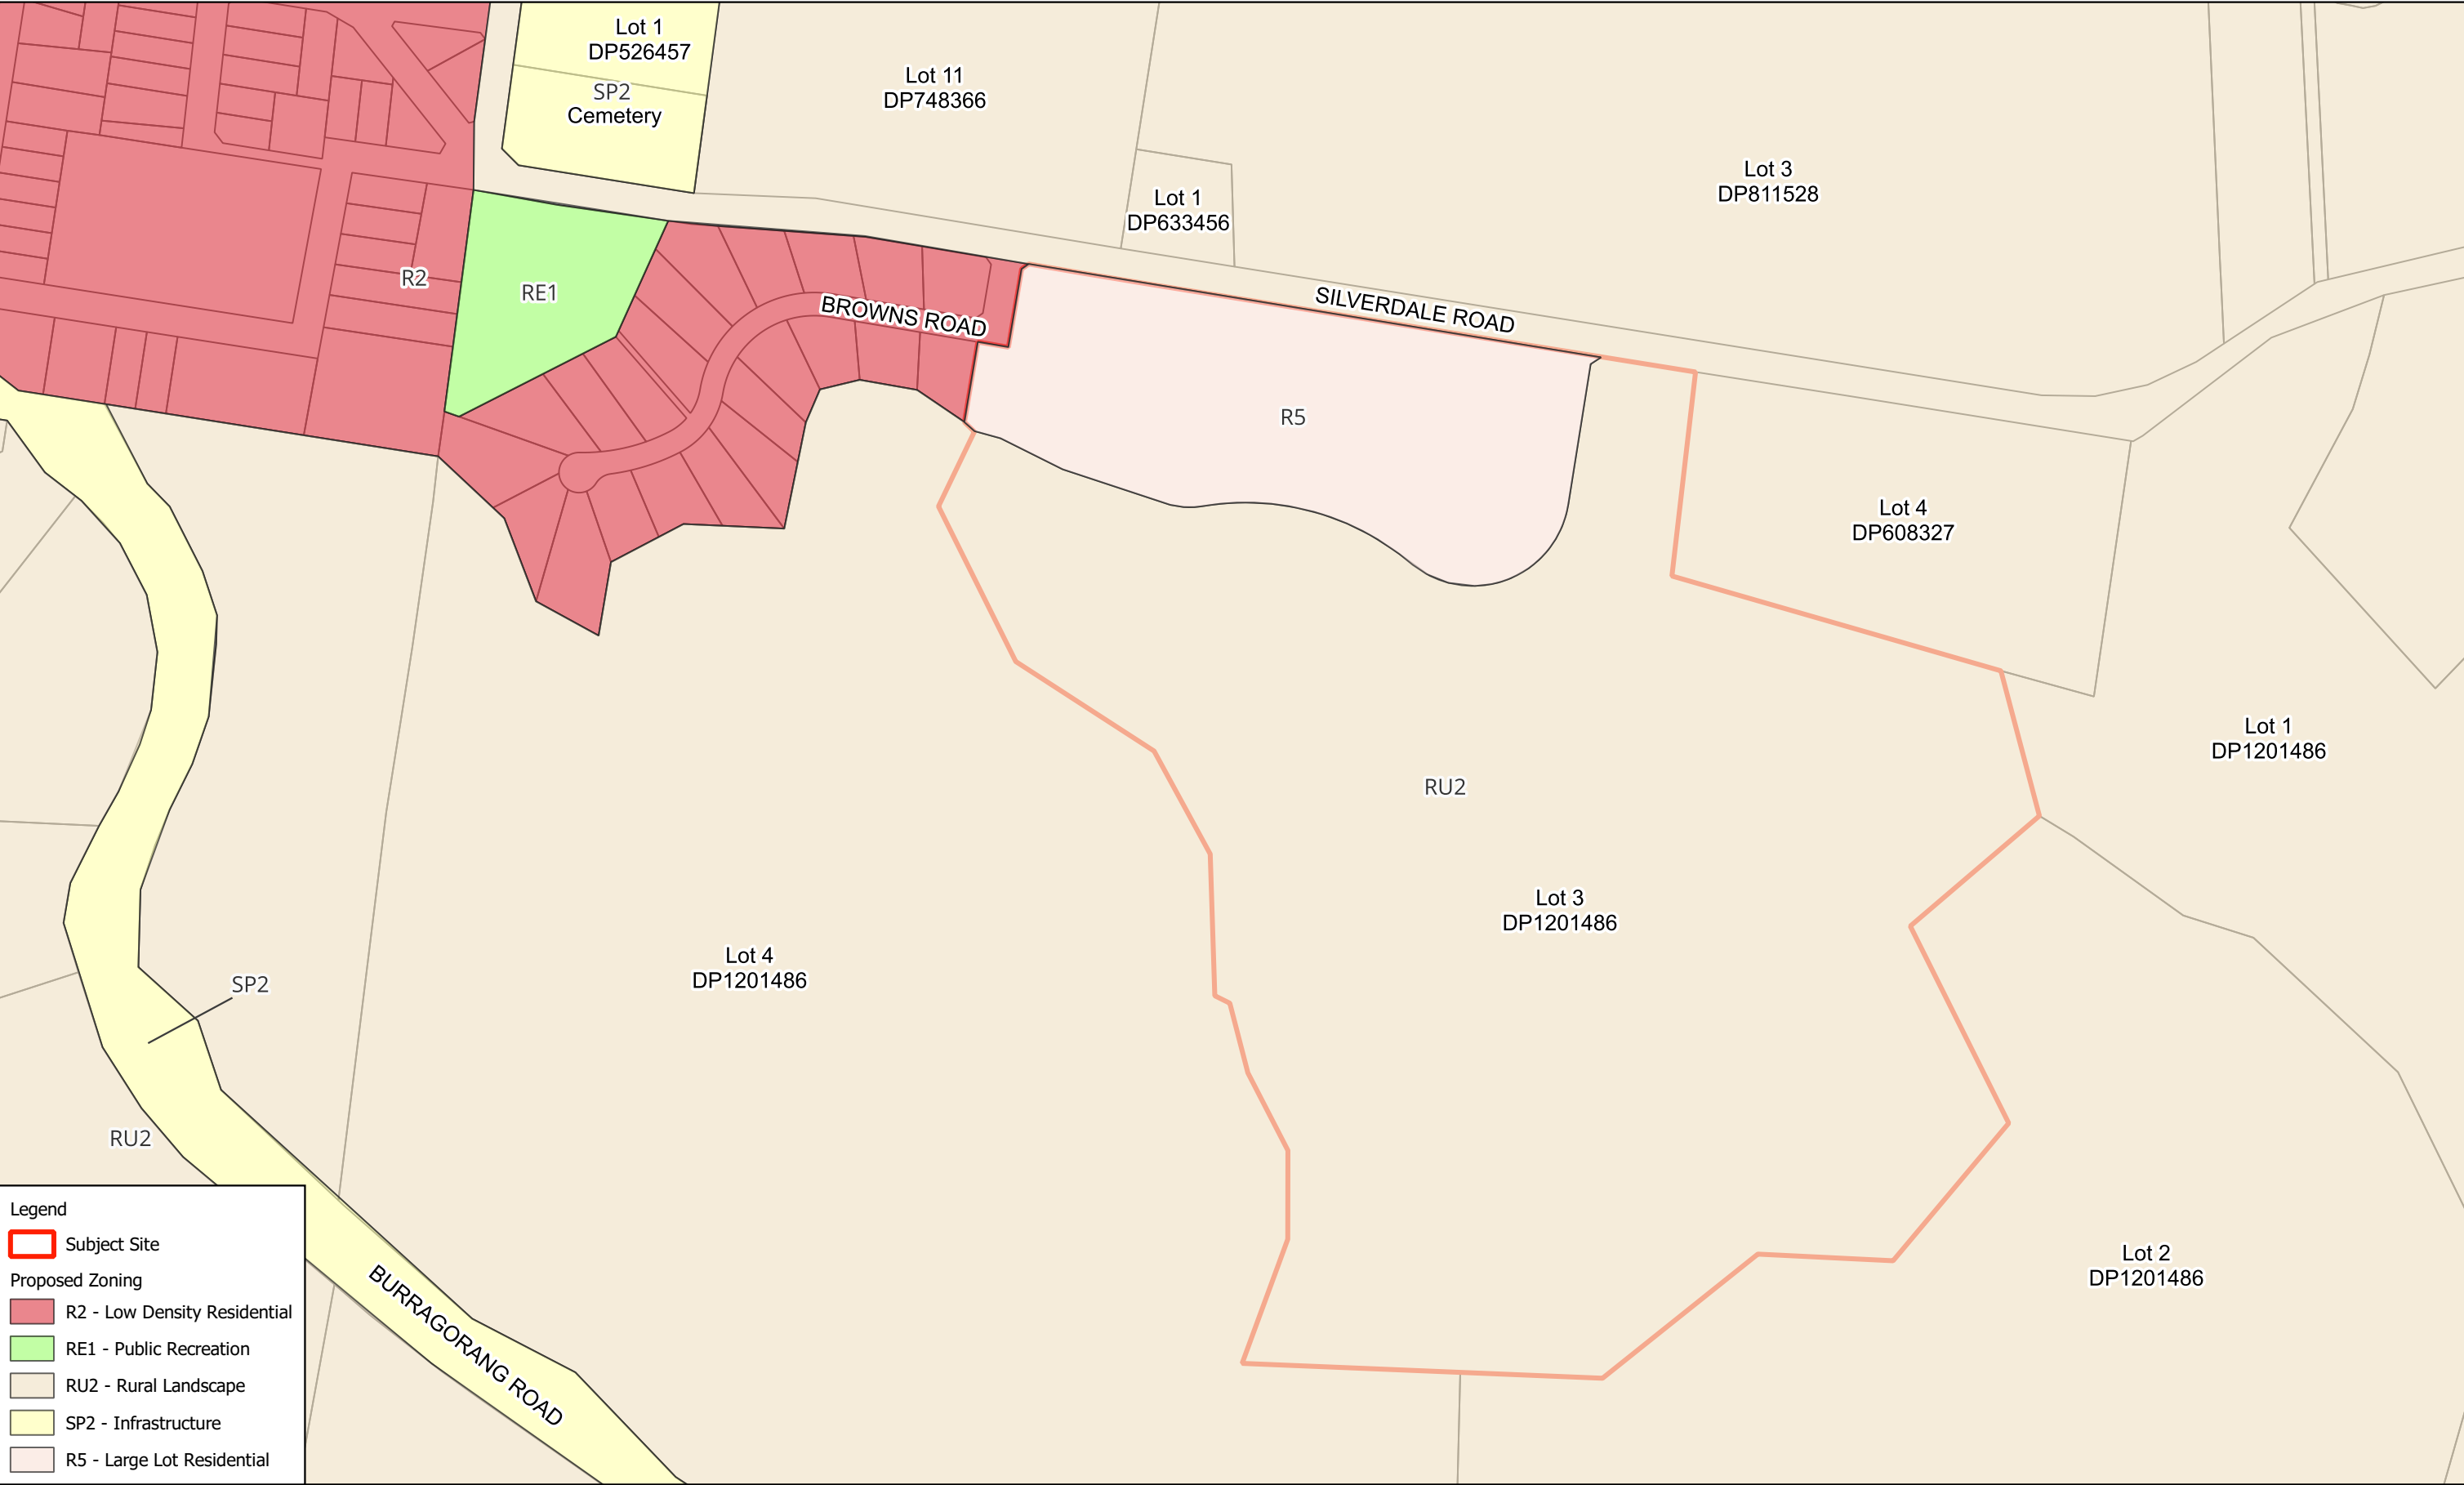 Lot 1
DP526457
SP2
Cemetery
Lot 11
DP748366
Lot 1
DP633456
Lot 3
DP811528
R2
RE1
BROWNS ROAD
SILVERDALE ROAD
R5
Lot 4
DP608327
Lot 1
DP1201486
RU2
Lot 3
DP1201486
Lot 4
DP1201486
SP2
RU2
Lot 2
DP1201486
BURRAGORANG ROAD
Legend
Subject Site
Proposed Zoning
R2 - Low Density Residential
RE1 - Public Recreation
RU2 - Rural Landscape
SP2 - Infrastructure
R5 - Large Lot Residential